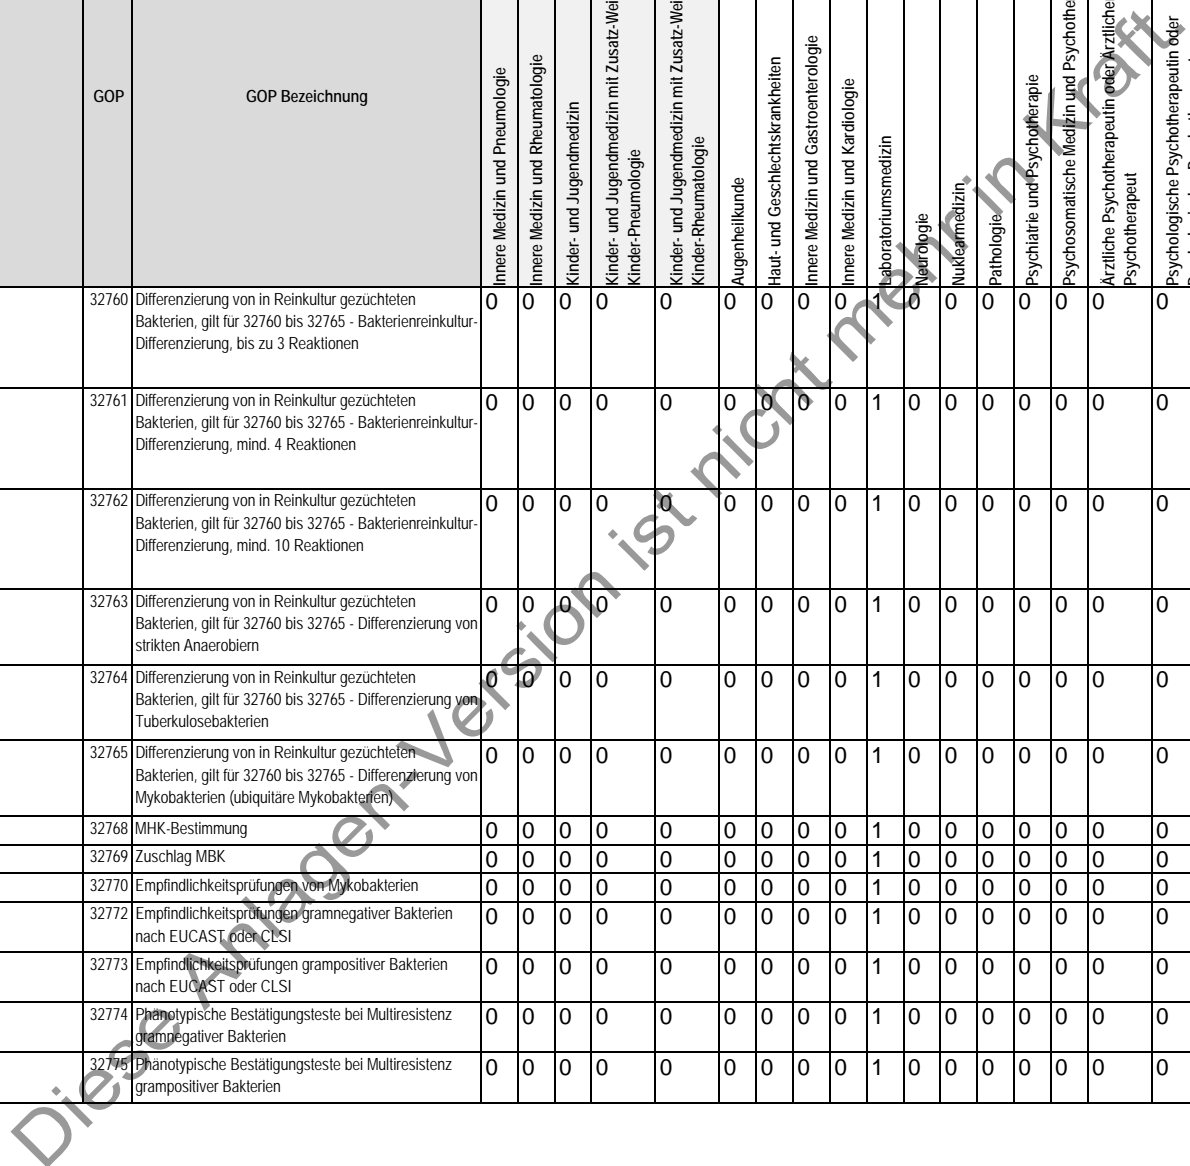 GOP
GOP Bezeichnung
Innere Medizin und Pneumologie
Innere Medizin und Rheumatologie
Kinder- und Jugendmedizin
Kinder- und Jugendmedizin mit Zusatz-Wei
Kinder-Pneumologie
Kinder- und Jugendmedizin mit Zusatz-Wei
Kinder-Rheumatologie
Augenheilkunde
Haut- und Geschlechtskrankheiten
Innere Medizin und Gastroenterologie
Innere Medizin und Kardiologie
Laboratoriumsmedizin
Neurologie
Nuklearmedizin
Pathologie
Psychiatrie und Psychotherapie
Psychosomatische Medizin und Psychothe
Ärztliche Psychotherapeutin oder Ärztliche
Psychotherapeut
Psychologische Psychotherapeutin oder
32760 Differenzierung von in Reinkultur gezüchteten 0 0 0 0 0 0 0 0 0 1 0 0 0 0 0 0 0
Bakterien, gilt für 32760 bis 32765 - Bakterienreinkultur-
Differenzierung, bis zu 3 Reaktionen
32761 Differenzierung von in Reinkultur gezüchteten 0 0 0 0 0 0 0 0 0 1 0 0 0 0 0 0 0
Bakterien, gilt für 32760 bis 32765 - Bakterienreinkultur-
Differenzierung, mind. 4 Reaktionen
32762 Differenzierung von in Reinkultur gezüchteten 0 0 0 0 0 0 0 0 0 1 0 0 0 0 0 0 0
Bakterien, gilt für 32760 bis 32765 - Bakterienreinkultur-
Differenzierung, mind. 10 Reaktionen
32763 Differenzierung von in Reinkultur gezüchteten 0 0 0 0 0 0 0 0 0 1 0 0 0 0 0 0 0
Bakterien, gilt für 32760 bis 32765 - Differenzierung von
strikten Anaerobiern
32764 Differenzierung von in Reinkultur gezüchteten 0 0 0 0 0 0 0 0 0 1 0 0 0 0 0 0 0
Bakterien, gilt für 32760 bis 32765 - Differenzierung von
Tuberkulosebakterien
32765 Differenzierung von in Reinkultur gezüchteten 0 0 0 0 0 0 0 0 0 1 0 0 0 0 0 0 0
Bakterien, gilt für 32760 bis 32765 - Differenzierung von
Mykobakterien (ubiquitäre Mykobakterien)
32768 MHK-Bestimmung 0 0 0 0 0 0 0 0 0 1 0 0 0 0 0 0 0
32769 Zuschlag MBK 0 0 0 0 0 0 0 0 0 1 0 0 0 0 0 0 0
32770 Empfindlichkeitsprüfungen von Mykobakterien 0 0 0 0 0 0 0 0 0 1 0 0 0 0 0 0 0
32772 Empfindlichkeitsprüfungen gramnegativer Bakterien 0 0 0 0 0 0 0 0 0 1 0 0 0 0 0 0 0
nach EUCAST oder CLSI
32773 Empfindlichkeitsprüfungen grampositiver Bakterien 0 0 0 0 0 0 0 0 0 1 0 0 0 0 0 0 0
nach EUCAST oder CLSI
32774 Phänotypische Bestätigungsteste bei Multiresistenz 0 0 0 0 0 0 0 0 0 1 0 0 0 0 0 0 0
gramnegativer Bakterien
32775 Phänotypische Bestätigungsteste bei Multiresistenz 0 0 0 0 0 0 0 0 0 1 0 0 0 0 0 0 0
grampositiver Bakterien
Diese Anlagen-Version ist nicht mehr in Kraft.